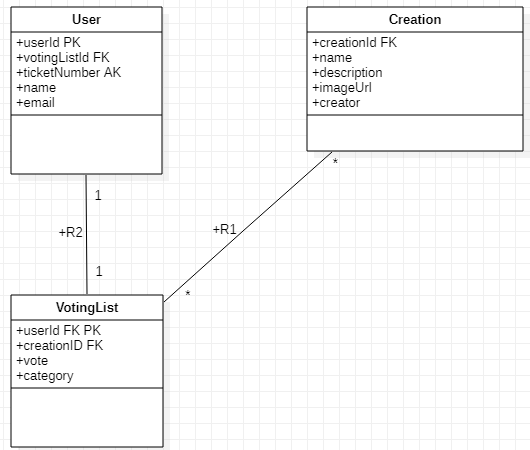 User
+userId PK
+votingListId FK
+ticketNumber AK
+name
+email
Creation
+creationId FK
+name
+description
+imageUrl
+creator
1
*
+R2
+R1
1
*
VotingList
+userId FK PK
+creationID FK
+vote
+category